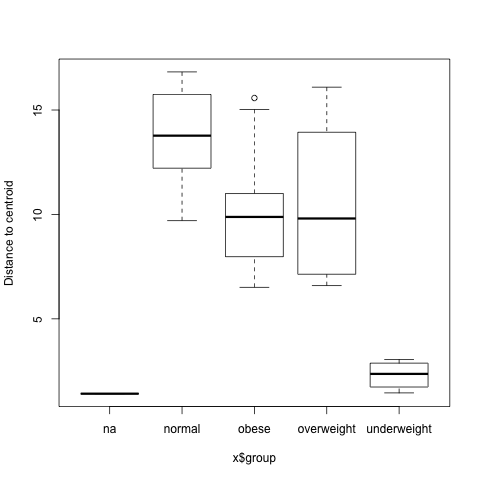 Distance to centroid
15
10
5
na normal obese overweight underweight
x$group